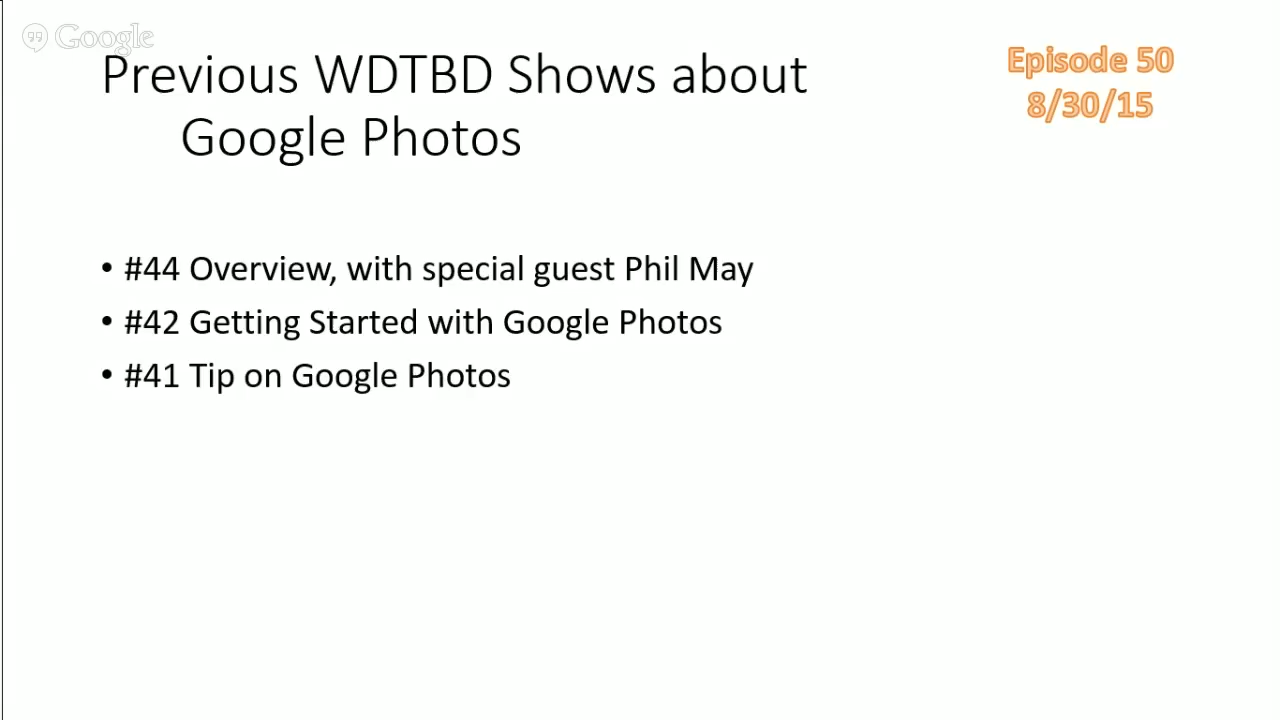 Google
Previous WDTBD Shows about
Google Photos
Episode 50
8/30/15
• #44 Overview, with special guest Phil May
• #42 Getting Started with Google Photos
• #41 Tip on Google Photos